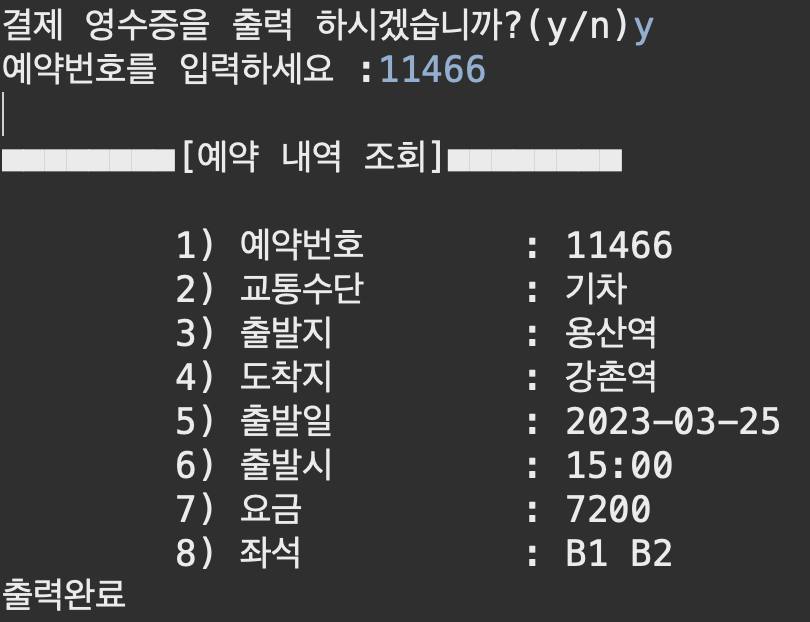 결제 영수증을 출력 하시겠습니까?(y/n)y
예약번호를 입력하세요 :11466
■■■■■■■■[예약 내역 조회]■■■■■■■■
1) 예약번호 : 11466
2) 교통수단 : 기차
3) 출발지 : 용산역
4) 도착지 : 강촌역
5) 출발일 : 2023-03-25
6) 출발시 : 15:00
7) 요금 : 7200
8) 좌석 : B1 B2
출력완료